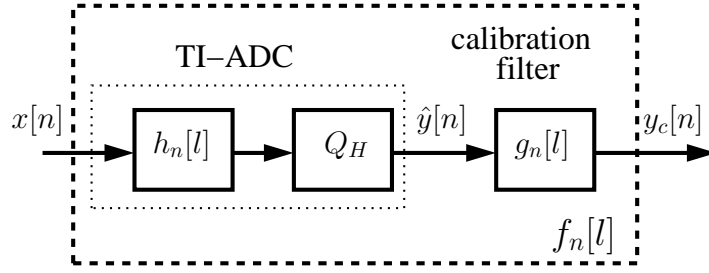 TI–ADC
calibration
filter
x[n]
h_n[l]
Q_H
ŷ[n]
g_n[l]
y_c[n]
f_n[l]